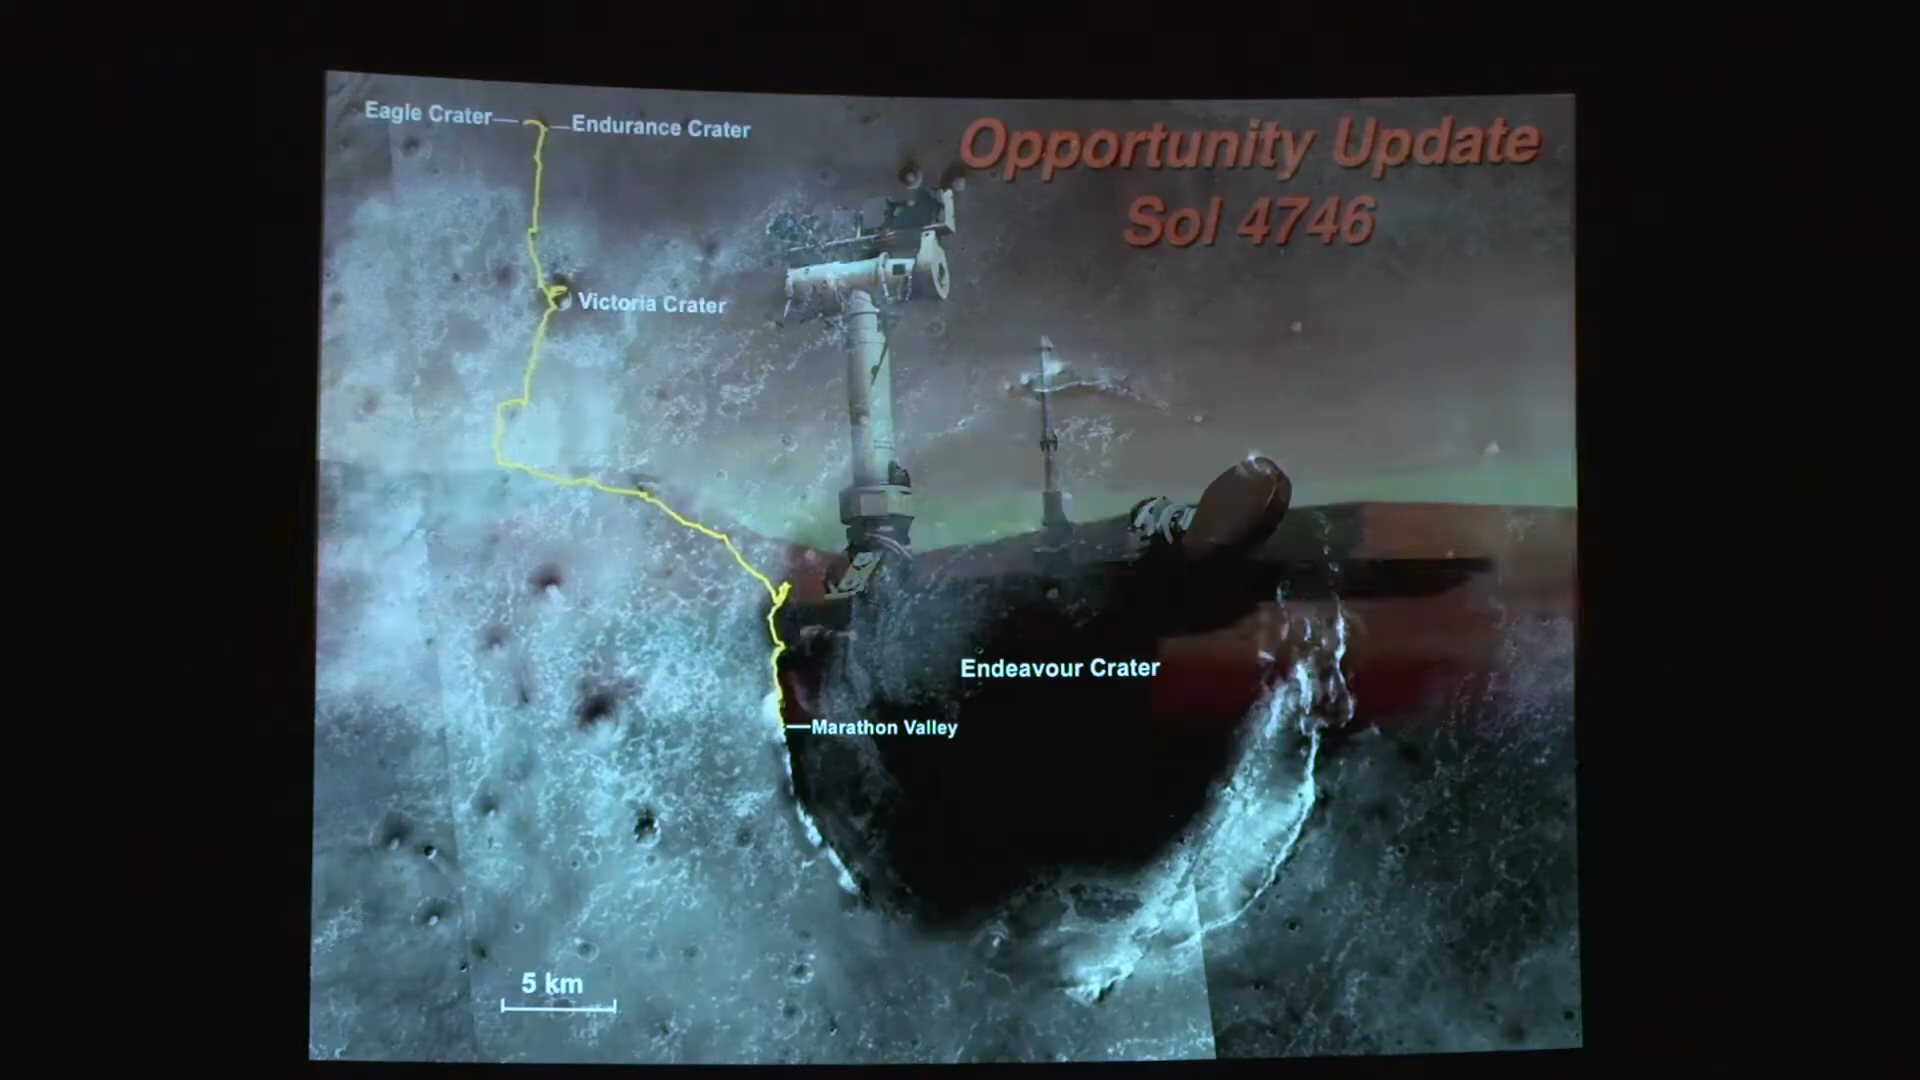 Opportunity Update
Sol 4746
Eagle Crater
Endurance Crater
Victoria Crater
Endeavour Crater
Marathon Valley
5 km